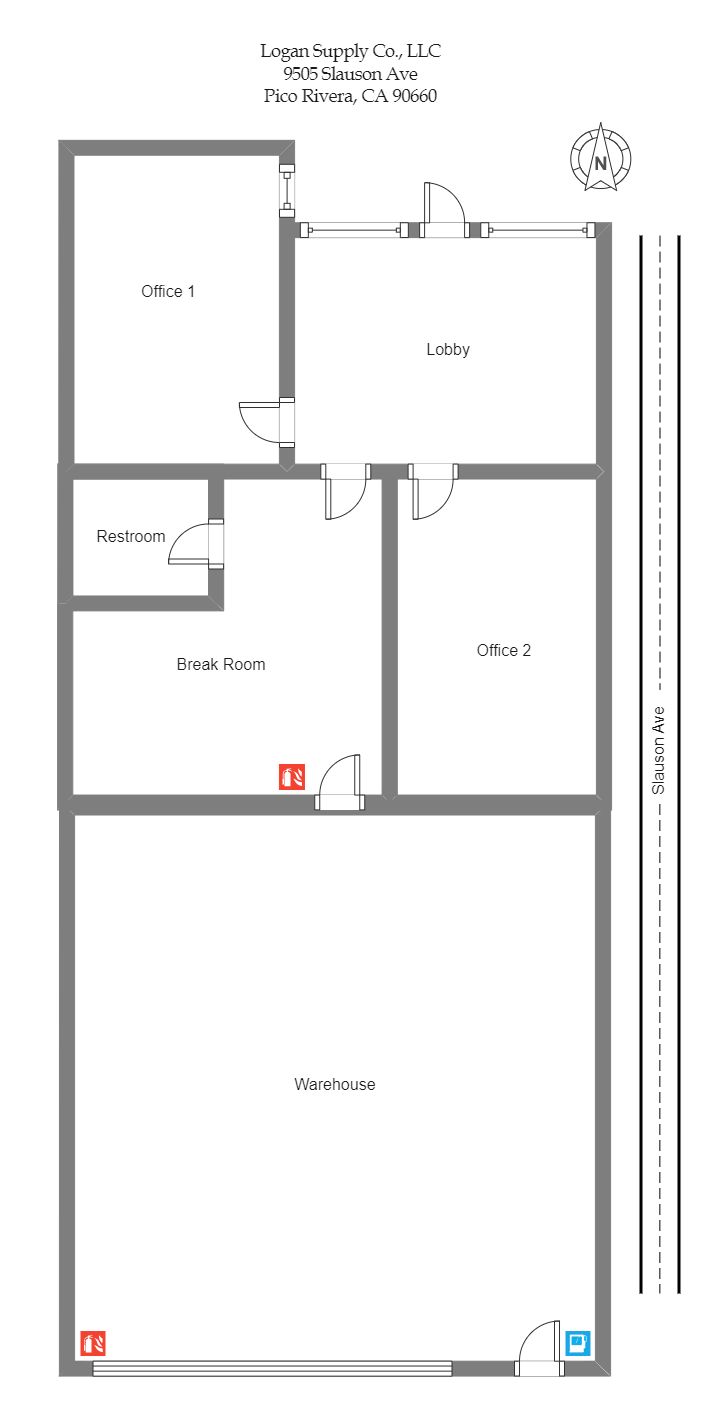 Logan Supply Co., LLC
9505 Slauson Ave
Pico Rivera, CA 90660
N
Office 1
Lobby
Restroom
Office 2
Break Room
Slauson Ave
Warehouse